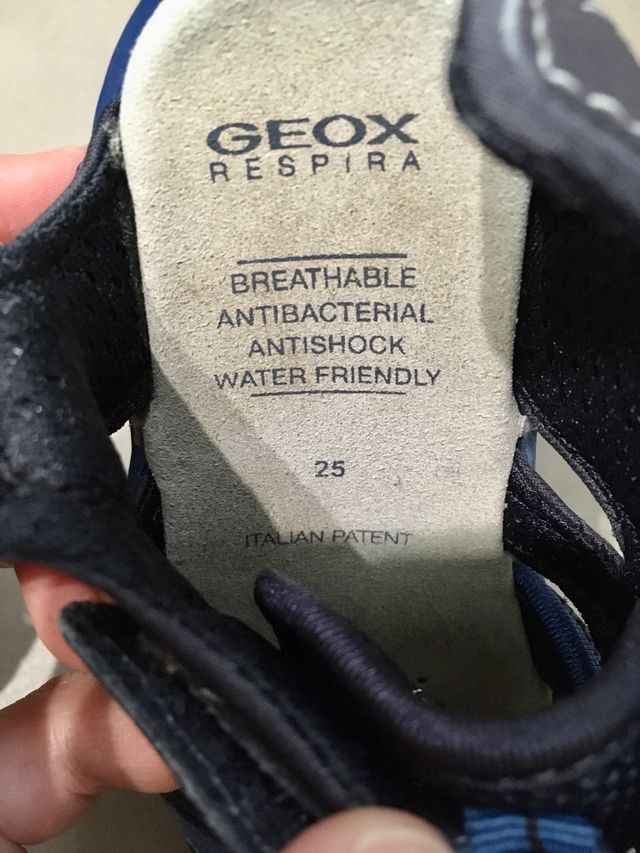 GEOX
RESPIRA
BREATHABLE
ANTIBACTERIAL
ANTISHOCK
WATER FRIENDLY
25
ITALIAN PATENT